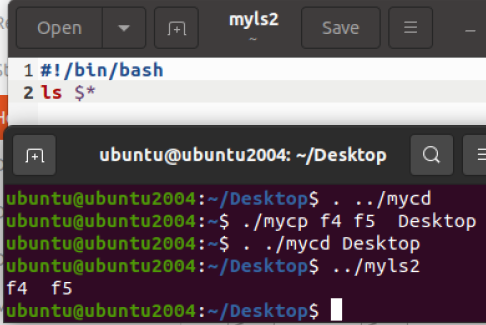 Open
myls2
~
Save
1 #!/bin/bash
2 ls $*
ubuntu@ubuntu2004: ~/Desktop
ubuntu@ubuntu2004:~/Desktop$ . ../mycd
ubuntu@ubuntu2004:~$ ./mycp f4 f5  Desktop
ubuntu@ubuntu2004:~$ . ./mycd Desktop
ubuntu@ubuntu2004:~/Desktop$ ../myls2
f4  f5
ubuntu@ubuntu2004:~/Desktop$